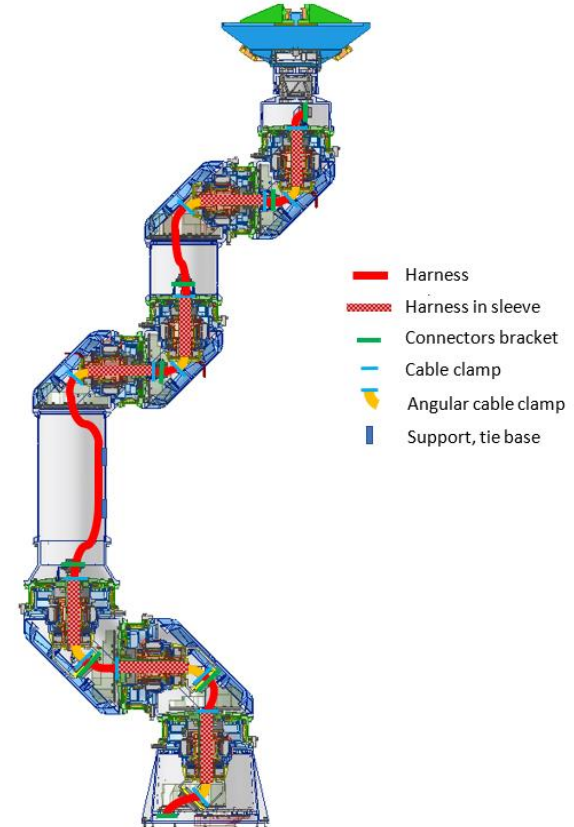 Harness
Harness in sleeve
Connectors bracket
Cable clamp
Angular cable clamp
Support, tie base